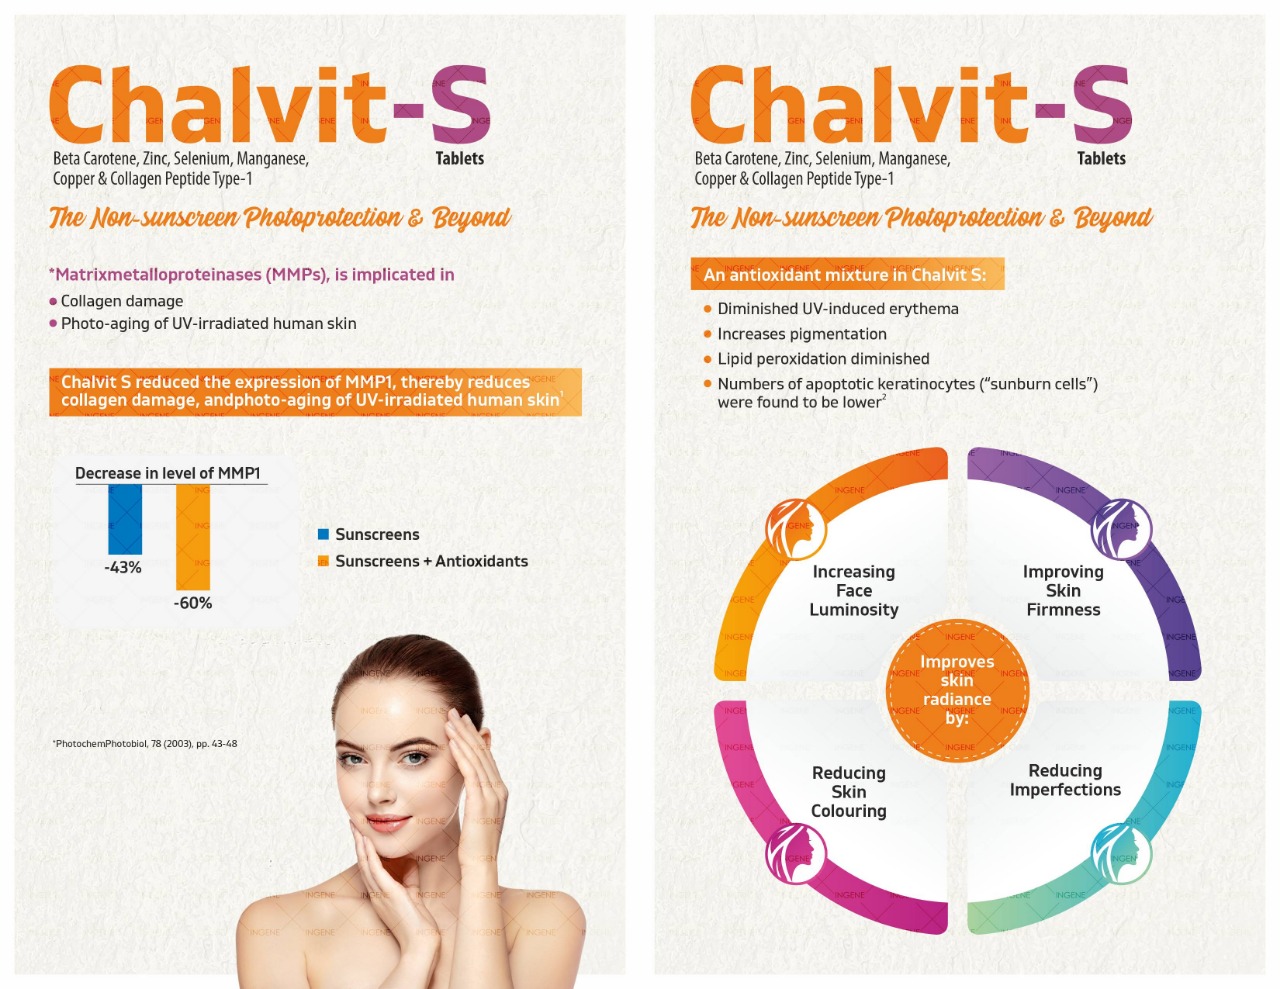 Chalvit-S
Beta Carotene, Zinc, Selenium, Manganese,
Copper & Collagen Peptide Type-1
Tablets
The Non-sunscreen Photoprotection & Beyond
*Matrixmetalloproteinases (MMPs), is implicated in
Collagen damage
Photo-aging of UV-irradiated human skin
Chalvit S reduced the expression of MMP1, thereby reduces
collagen damage, andphoto-aging of UV-irradiated human skin¹
Decrease in level of MMP1
-43%
-60%
Sunscreens
Sunscreens + Antioxidants
*PhotochemPhotobiol, 78 (2003), pp. 43-48
Chalvit-S
Beta Carotene, Zinc, Selenium, Manganese,
Copper & Collagen Peptide Type-1
Tablets
The Non-sunscreen Photoprotection & Beyond
An antioxidant mixture in Chalvit S:
Diminished UV-induced erythema
Increases pigmentation
Lipid peroxidation diminished
Numbers of apoptotic keratinocytes (“sunburn cells”)
were found to be lower²
Increasing
Face
Luminosity
Improving
Skin
Firmness
Improves
skin
radiance
by:
Reducing
Skin
Colouring
Reducing
Imperfections
INGENE